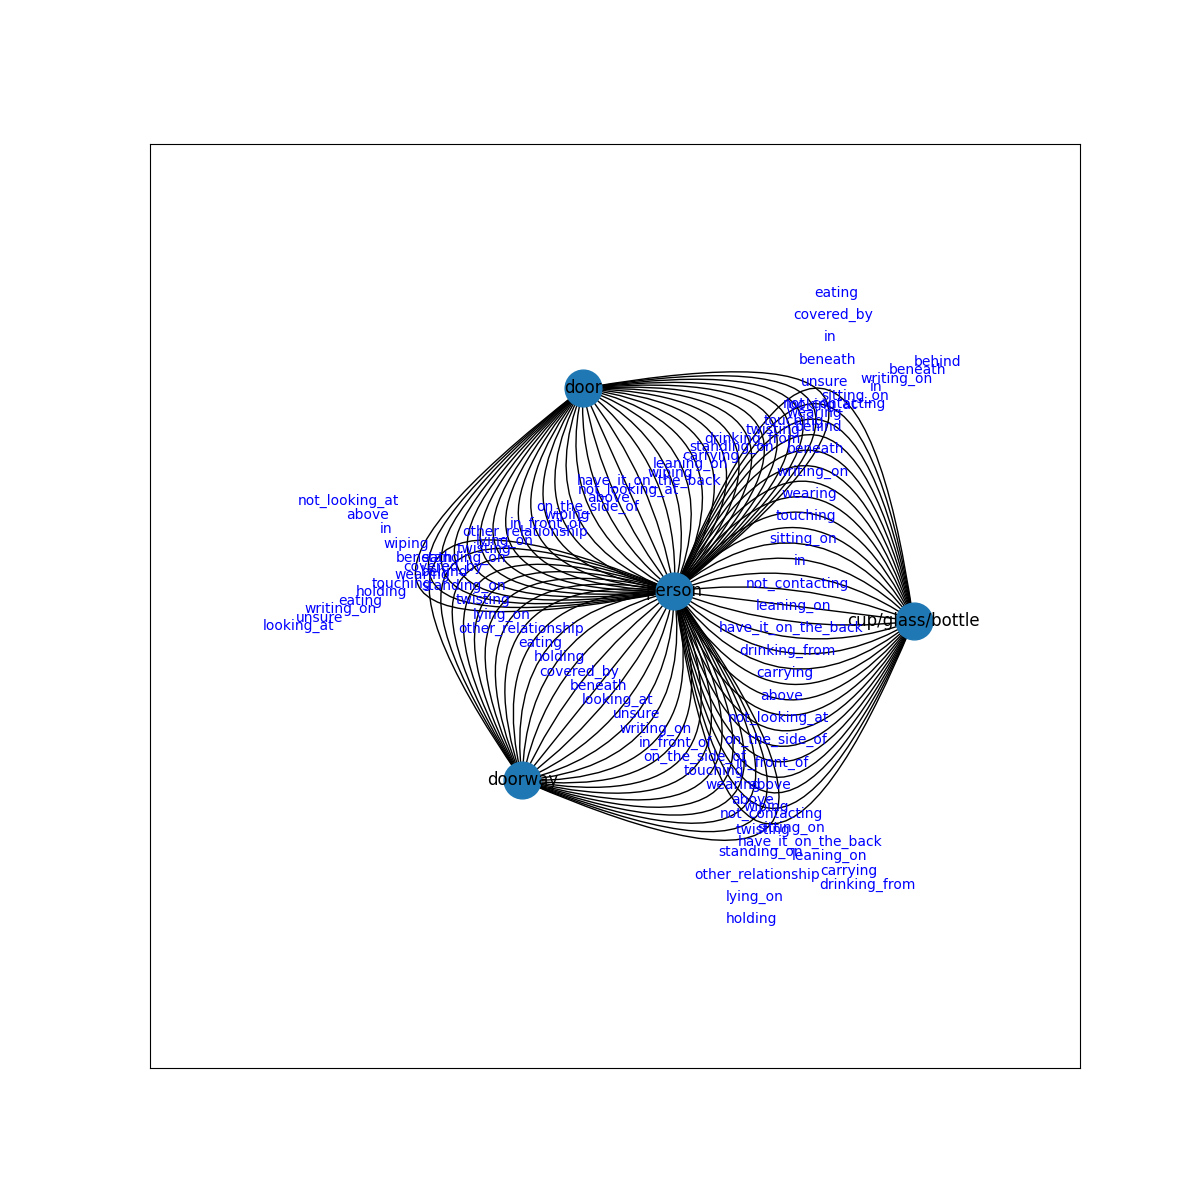 eating
covered_by
in
beneath
behind
beneath
unsure
writing_on
in
door
sitting_on
wearing
touching
behind
twisting
drinking_from
standing_on
beneath
carrying
leaning_on
wiping
writing_on
have_it_on_the_back
not_looking_at
wearing
above
not_looking_at
on_the_side_of
above
wiping
touching
in_front_of
in
other_relationship
sitting_on
lying_on
wiping
twisting
beneath
standing_on
in
covered_by
wearing
touching
standing_on
not_contacting
holding
person
twisting
eating
leaning_on
writing_on
lying_on
unsure
cup/glass/bottle
looking_at
other_relationship
have_it_on_the_back
eating
drinking_from
holding
covered_by
carrying
beneath
above
looking_at
unsure
not_looking_at
writing_on
on_the_side_of
in_front_of
on_the_side_of
in_front_of
touching
doorway
wearing
above
above
wiping
not_contacting
sitting_on
twisting
have_it_on_the_back
standing_on
leaning_on
carrying
other_relationship
drinking_from
lying_on
holding